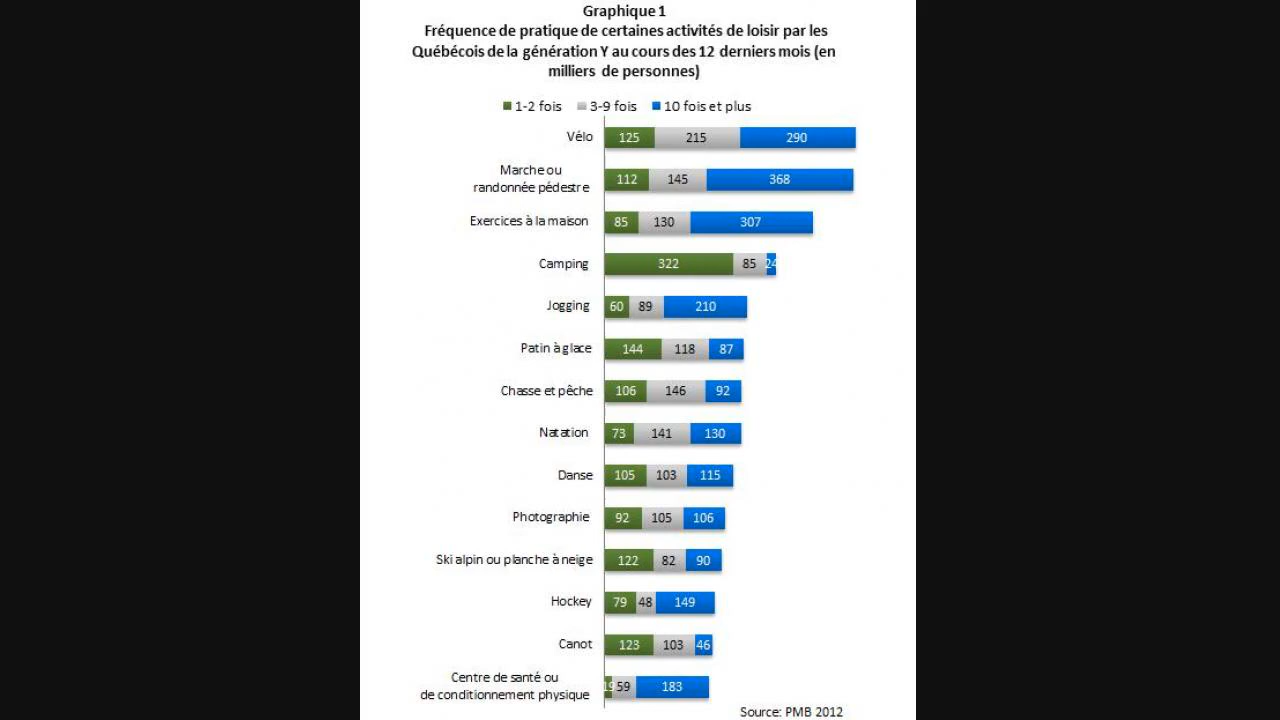 Graphique 1
Fréquence de pratique de certaines activités de loisir par les
Québécois de la génération Y au cours des 12 derniers mois (en
milliers de personnes)
1-2 fois 3-9 fois 10 fois et plus
Vélo 125 215 290
Marche ou
randonnée pédestre 112 145 368
Exercices à la maison 85 130 307
Camping 322 85 24
Jogging 60 89 210
Patin à glace 144 118 87
Chasse et pêche 106 146 92
Natation 73 141 130
Danse 105 103 115
Photographie 92 105 106
Ski alpin ou planche à neige 122 82 90
Hockey 79 48 149
Canot 123 103 46
Centre de santé ou
de conditionnement physique 19 59 183
Source: PMB 2012